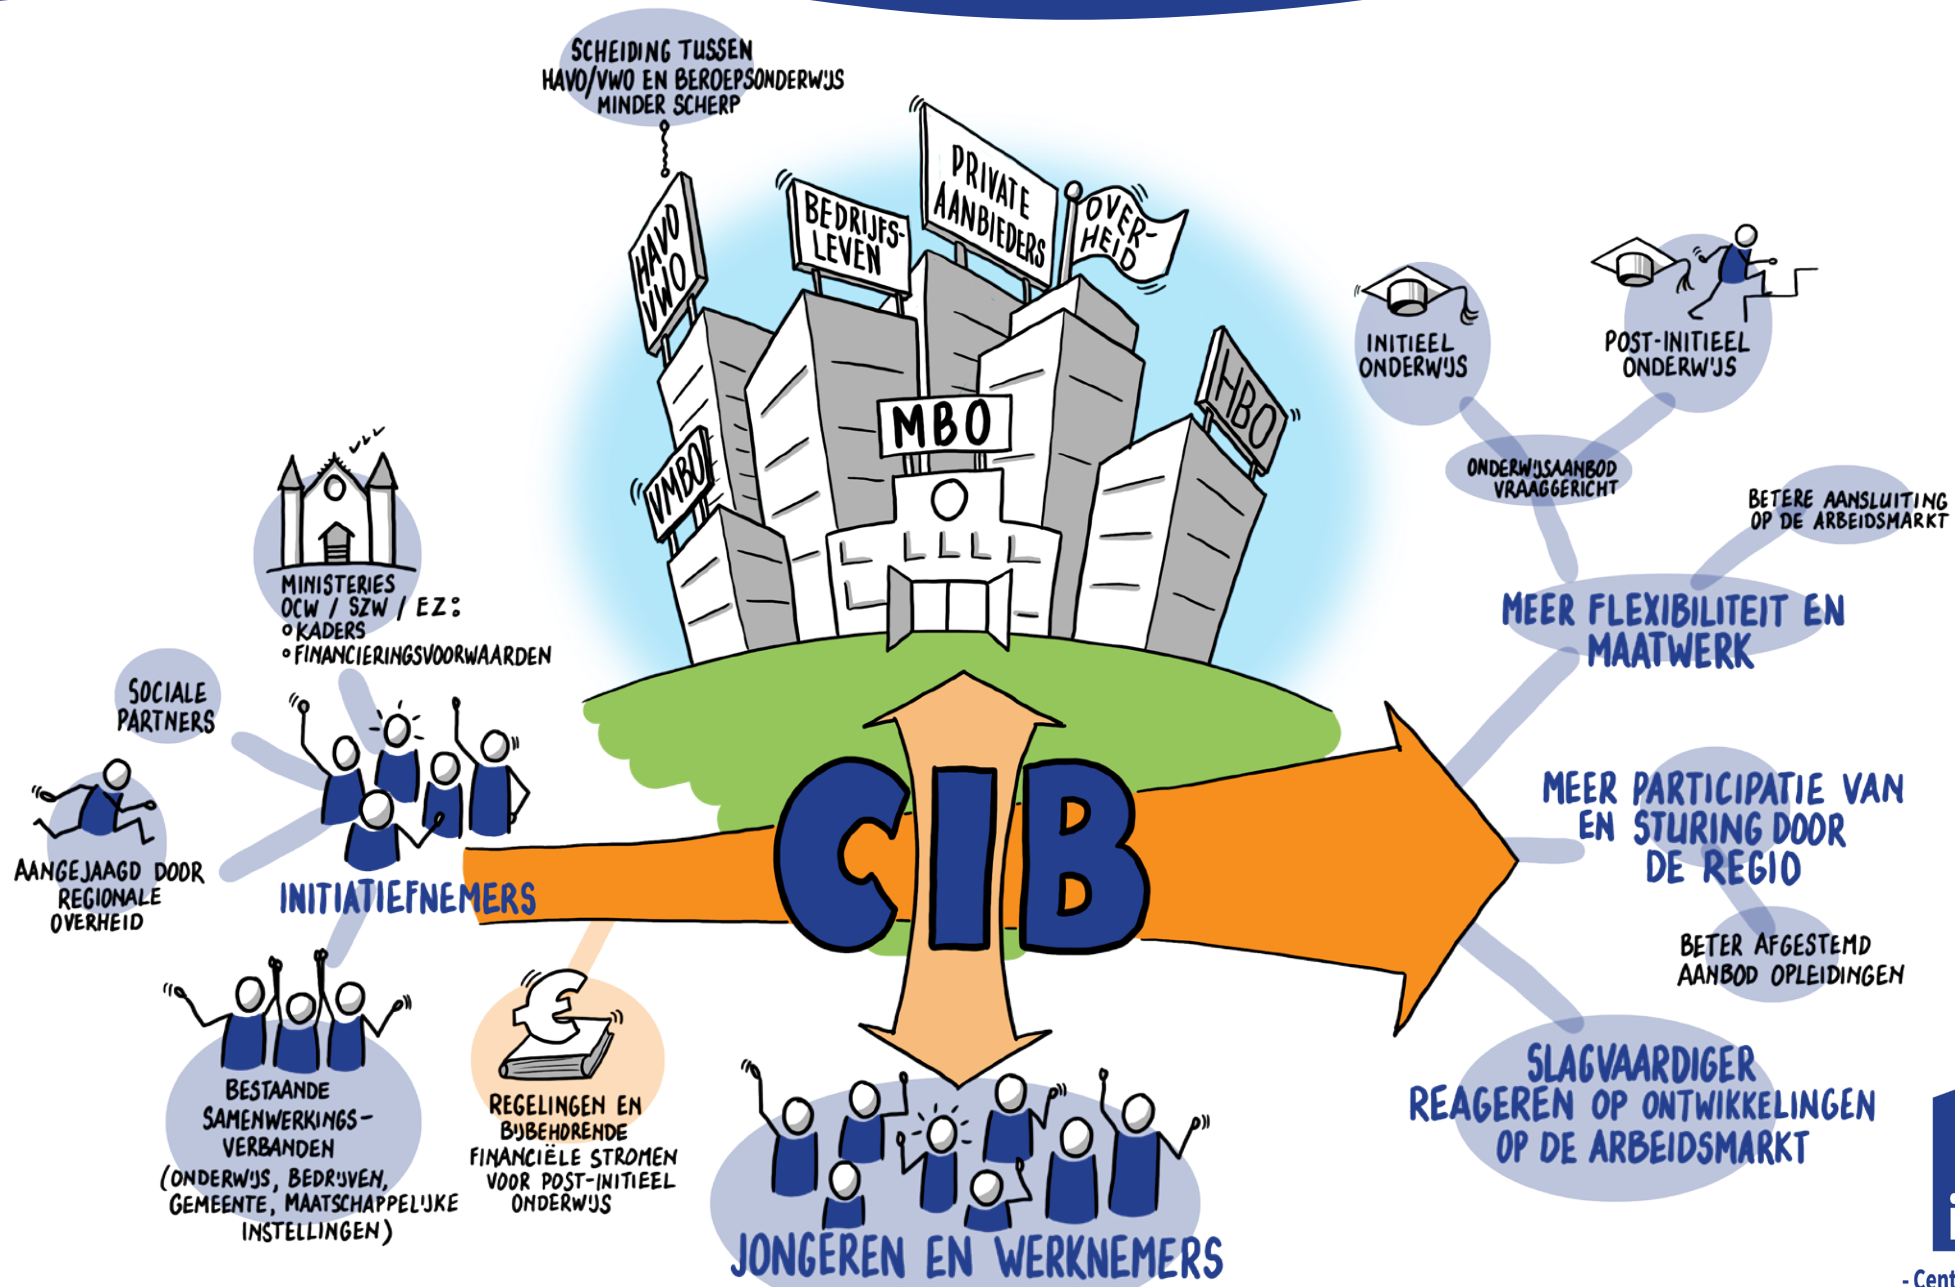 SCHEIDING TUSSEN
HAVO/VWO EN BEROEPSONDERWIJS
MINDER SCHERP
HAVO
VWO
BEDRIJFS-
LEVEN
PRIVATE
AANBIEDERS
OVER-
HEID
VMBO
MBO
HBO
INITIEEL
ONDERWIJS
POST-INITIEEL
ONDERWIJS
ONDERWIJSAANBOD
VRAAGGERICHT
BETERE AANSLUITING
OP DE ARBEIDSMARKT
MEER FLEXIBILITEIT EN
MAATWERK
MINISTERIES
OCW / SZW / EZ:
° KADERS
° FINANCIERINGSVOORWAARDEN
SOCIALE
PARTNERS
AANGEJAAGD DOOR
REGIONALE
OVERHEID
INITIATIEFNEMERS
CIB
MEER PARTICIPATIE VAN
EN STURING DOOR
DE REGIO
BETER AFGESTEMD
AANBOD OPLEIDINGEN
BESTAANDE
SAMENWERKINGS-
VERBANDEN
(ONDERWIJS, BEDRIJVEN,
GEMEENTE, MAATSCHAPPELIJKE
INSTELLINGEN)
€
REGELINGEN EN
BIJBEHORENDE
FINANCIËLE STROMEN
VOOR POST-INITIEEL
ONDERWIJS
JONGEREN EN WERKNEMERS
SLAGVAARDIGER
REAGEREN OP ONTWIKKELINGEN
OP DE ARBEIDSMARKT